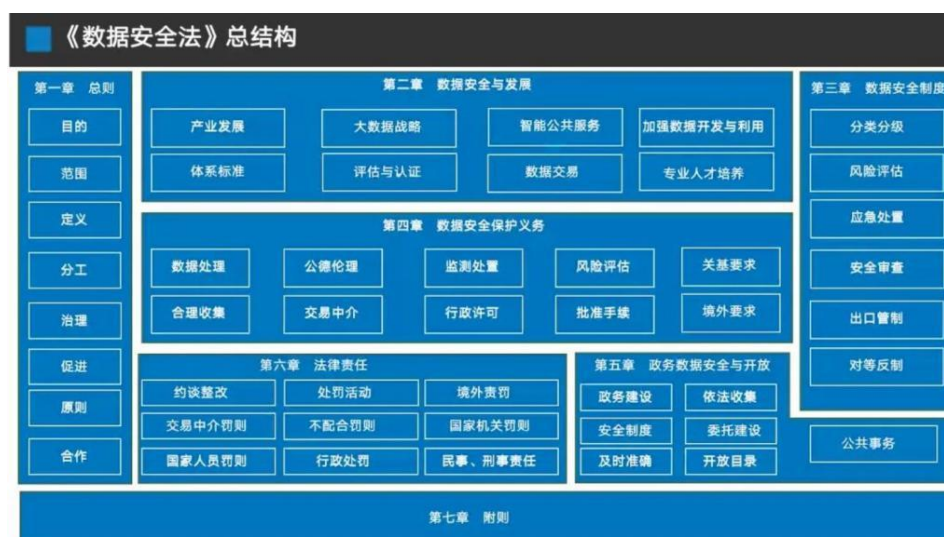 《数据安全法》总结构
第一章 总则
目的
范围
定义
分工
治理
促进
原则
合作
第二章 数据安全与发展
产业发展
大数据战略
智能公共服务
加强数据开发与利用
体系标准
评估与认证
数据交易
专业人才培养
第三章 数据安全制度
分类分级
风险评估
应急处置
安全审查
出口管制
对等反制
第四章 数据安全保护义务
数据处理
公德伦理
监测处置
风险评估
关基要求
合理收集
交易中介
行政许可
批准手续
境外要求
第六章 法律责任
约谈整改
处罚活动
境外责罚
交易中介罚则
不配合罚则
国家机关罚则
国家人员罚则
行政处罚
民事、刑事责任
第五章 政务数据安全与开放
政务建设
依法收集
安全制度
委托建设
及时准确
开放目录
公共事务
第七章 附则